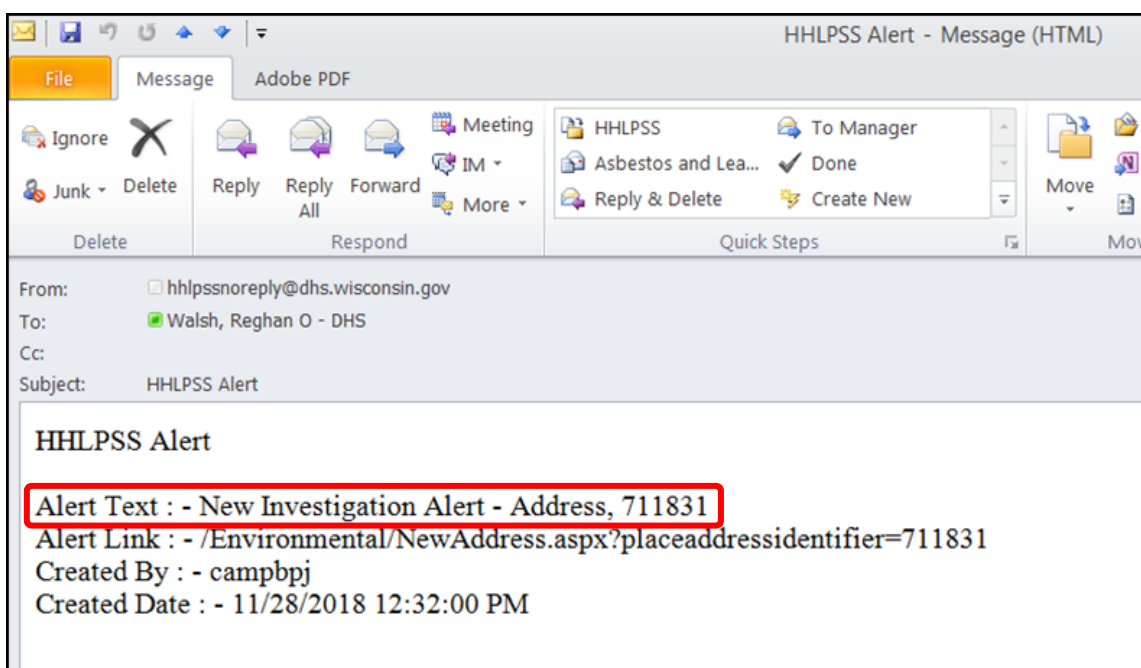 HHLPSS Alert - Message (HTML)
File Message Adobe PDF
Ignore
Junk
Delete
Reply
Reply All
Forward
Meeting
IM
More
HHLPSS
Asbestos and Lea...
Reply & Delete
To Manager
Done
Create New
Move
Delete Respond Quick Steps Mov
From: hhlpssnoreply@dhs.wisconsin.gov
To: Walsh, Reghan O - DHS
Cc:
Subject: HHLPSS Alert
HHLPSS Alert
Alert Text : - New Investigation Alert - Address, 711831
Alert Link : - /Environmental/NewAddress.aspx?placeaddressidentifier=711831
Created By : - campbpj
Created Date : - 11/28/2018 12:32:00 PM